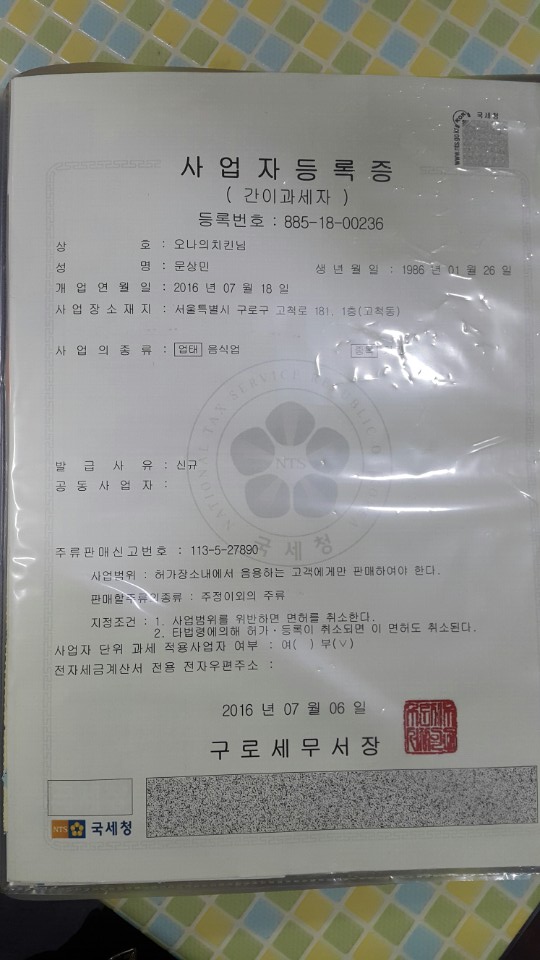 국세청
사업자등록증
( 간이과세자 )
등록번호 : 885-18-00236
상 호 : 오나의치킨님
성 명 : 문상민 생년월일 : 1986 년 01 월 26 일
개업연월일 : 2016 년 07 월 18 일
사업장소재지 : 서울특별시 구로구 고척로 181, 1층(고척동)
사업의종류 : 업태 음식업 종목
NATIONAL TAX SERVICE REPUBLIC
NTS
국세청
발급사유 : 신규
공동사업자 :
주류판매신고번호 : 113-5-27890
사업범위 : 허가장소내에서 음용하는 고객에게만 판매하여야 한다.
판매할주류의종류 : 주정이외의 주류
지정조건 : 1. 사업범위를 위반하면 면허를 취소한다.
2. 타법령에의해 허가·등록이 취소되면 이 면허도 취소된다.
사업자 단위 과세 적용사업자 여부 : 여( ) 부(∨)
전자세금계산서 전용 전자우편주소 :
2016 년 07 월 06 일
구로세무서장
NTS 국세청